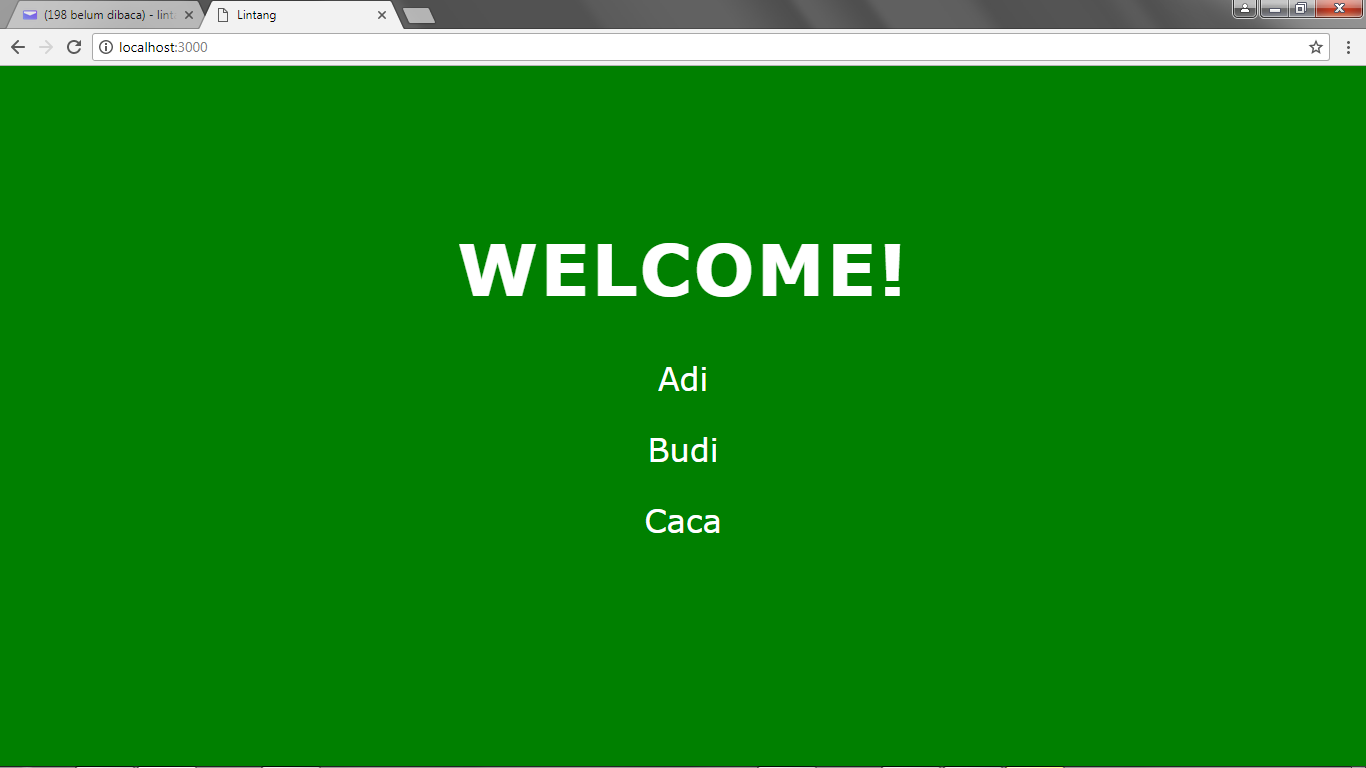 (198 belum dibaca) - lint
Lintang
localhost:3000
WELCOME!
Adi
Budi
Caca